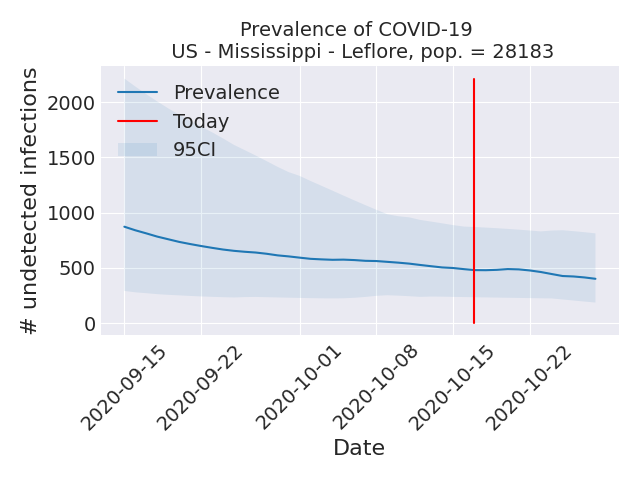 Prevalence of COVID-19
US - Mississippi - Leflore, pop. = 28183
# undetected infections
2000
1500
1000
500
0
Prevalence
Today
95CI
2020-09-15
2020-09-22
2020-10-01
2020-10-08
2020-10-15
2020-10-22
Date